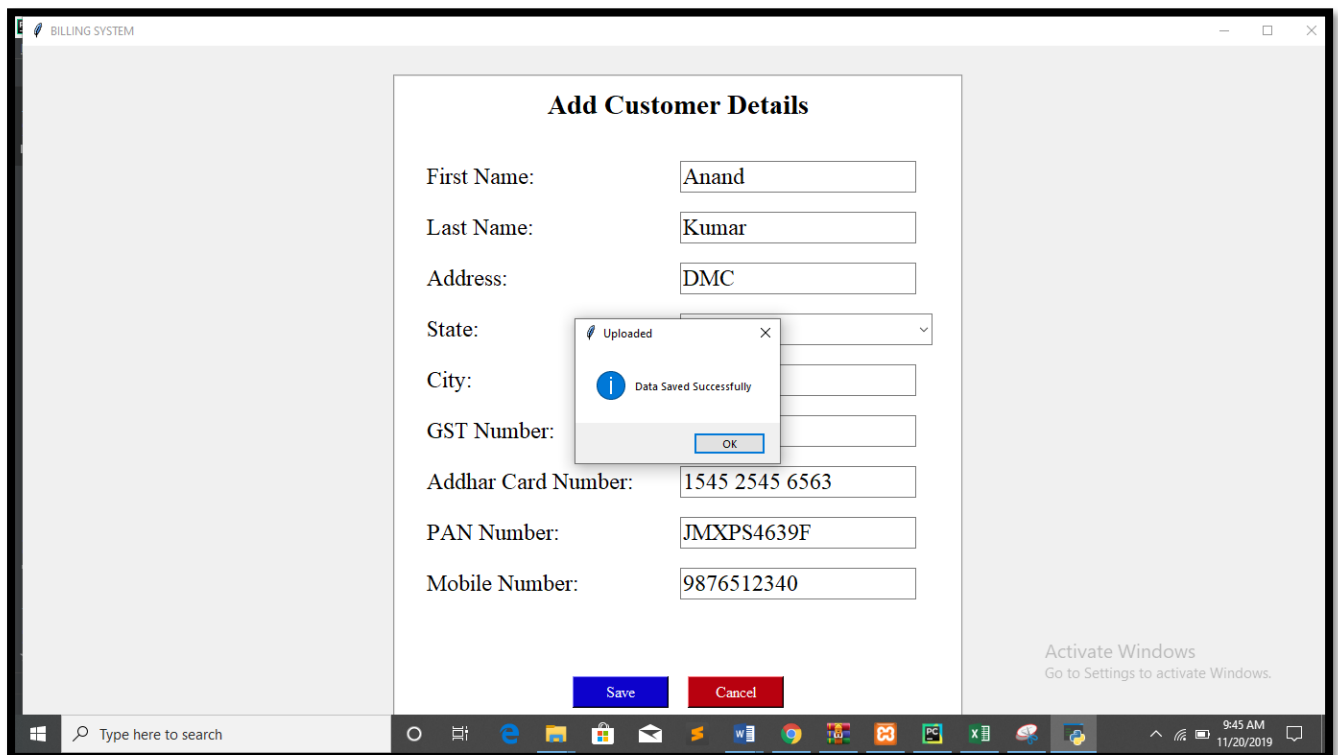 BILLING SYSTEM
Add Customer Details
First Name: Anand
Last Name: Kumar
Address: DMC
State:
Uploaded
Data Saved Successfully
OK
City:
GST Number:
Addhar Card Number: 1545 2545 6563
PAN Number: JMXPS4639F
Mobile Number: 9876512340
Save Cancel
Activate Windows
Go to Settings to activate Windows.
Type here to search
9:45 AM
11/20/2019